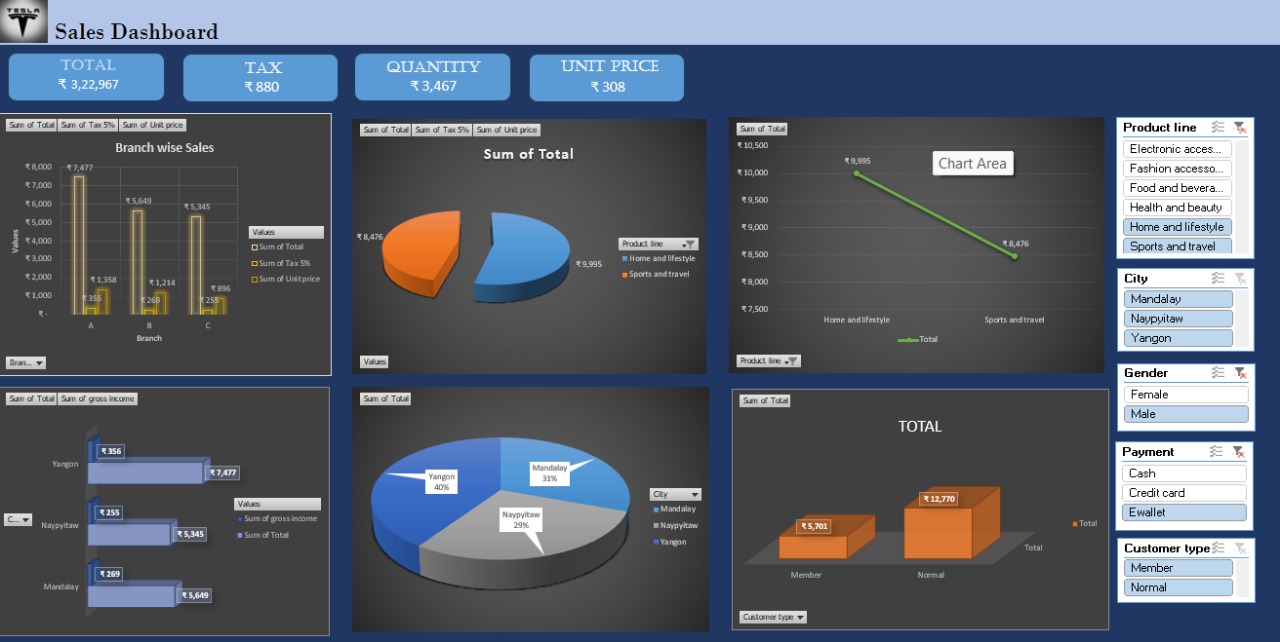 TESLA
Sales Dashboard
TOTAL
₹ 3,22,967
TAX
₹ 880
QUANTITY
₹ 3,467
UNIT PRICE
₹ 308
Sum of Total Sum of Tax 5% Sum of Unit price
Branch wise Sales
₹ 8,000
₹ 7,000
₹ 6,000
₹ 5,000
₹ 4,000
₹ 3,000
₹ 2,000
₹ 1,000
₹ -
Values
₹ 7,477
₹ 5,649
₹ 5,345
₹ 356
₹ 1,358
₹ 269
₹ 1,214
₹ 255
₹ 896
A
B
C
Branch
Values
Sum of Total
Sum of Tax 5%
Sum of Unit price
Bran...
Sum of Total Sum of Tax 5% Sum of Unit price
Sum of Total
₹ 8,476
₹ 9,995
Product line
Home and lifestyle
Sports and travel
Values
Sum of Total
₹ 10,500
₹ 10,000
₹ 9,500
₹ 9,000
₹ 8,500
₹ 8,000
₹ 7,500
₹ 9,995
Chart Area
₹ 8,476
Home and lifestyle
Sports and travel
Total
Product line
Product line
Electronic acces...
Fashion accesso...
Food and bevera...
Health and beauty
Home and lifestyle
Sports and travel
City
Mandalay
Naypyitaw
Yangon
Gender
Female
Male
Payment
Cash
Credit card
Ewallet
Customer type
Member
Normal
Sum of Total Sum of gross income
Yangon
₹ 356
₹ 7,477
Naypyitaw
₹ 255
₹ 5,345
Mandalay
₹ 269
₹ 5,649
C...
Values
Sum of gross income
Sum of Total
Sum of Total
Yangon
40%
Mandalay
31%
Naypyitaw
29%
City
Mandalay
Naypyitaw
Yangon
Sum of Total
TOTAL
₹ 5,701
₹ 12,770
Member
Normal
Total
Total
Customer type